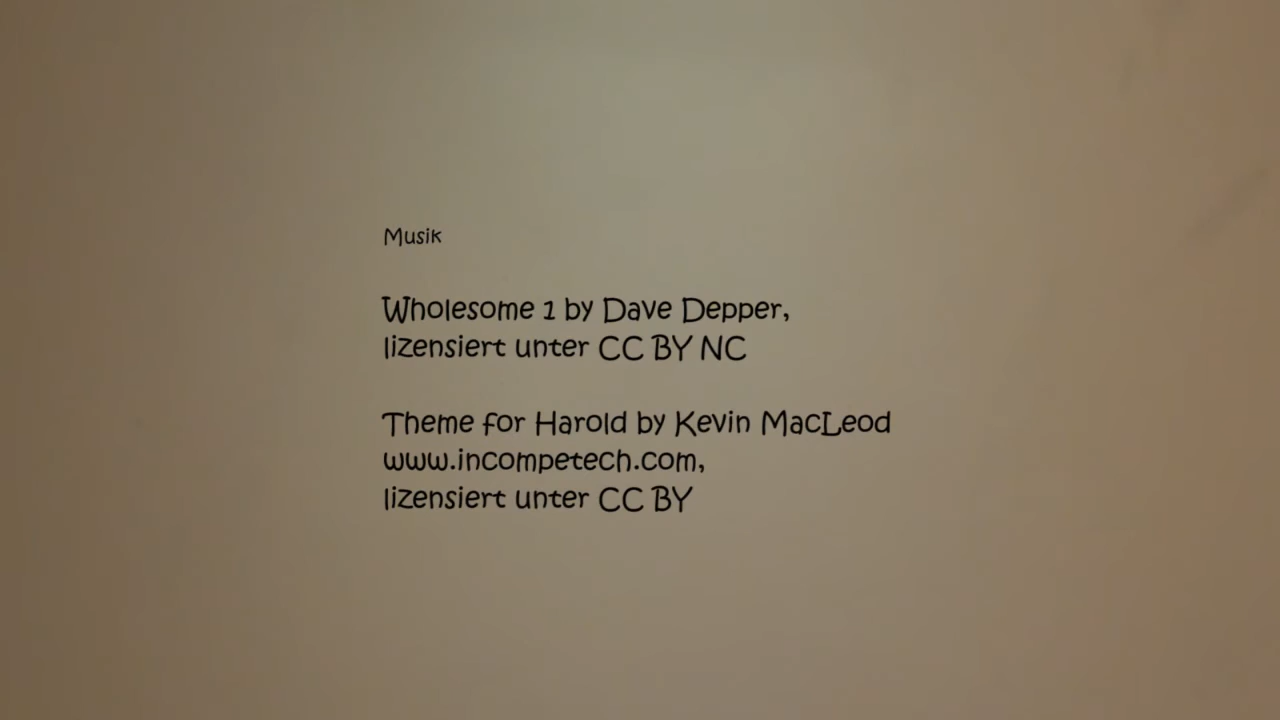 Musik
Wholesome 1 by Dave Depper,
lizensiert unter CC BY NC
Theme for Harold by Kevin MacLeod
www.incompetech.com,
lizensiert unter CC BY